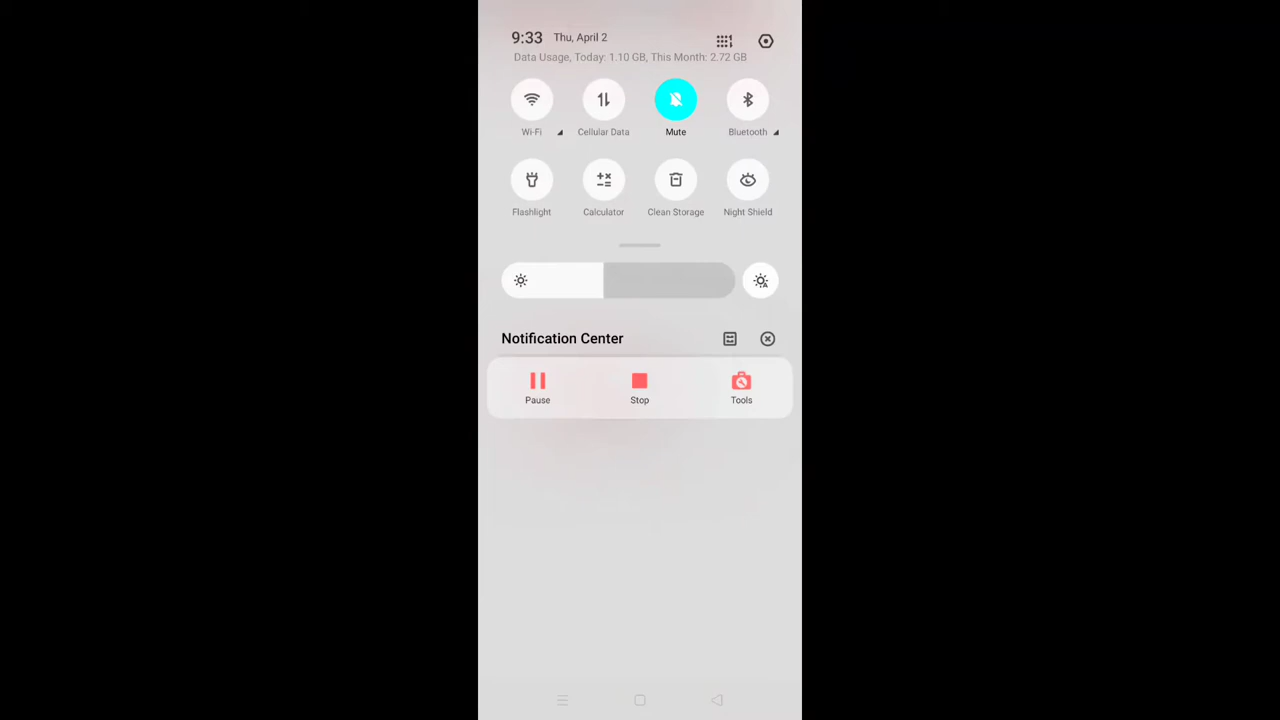 9:33 Thu, April 2
Data Usage, Today: 1.10 GB, This Month: 2.72 GB
Wi-Fi Cellular Data Mute Bluetooth
Flashlight Calculator Clean Storage Night Shield
Notification Center
Pause Stop Tools